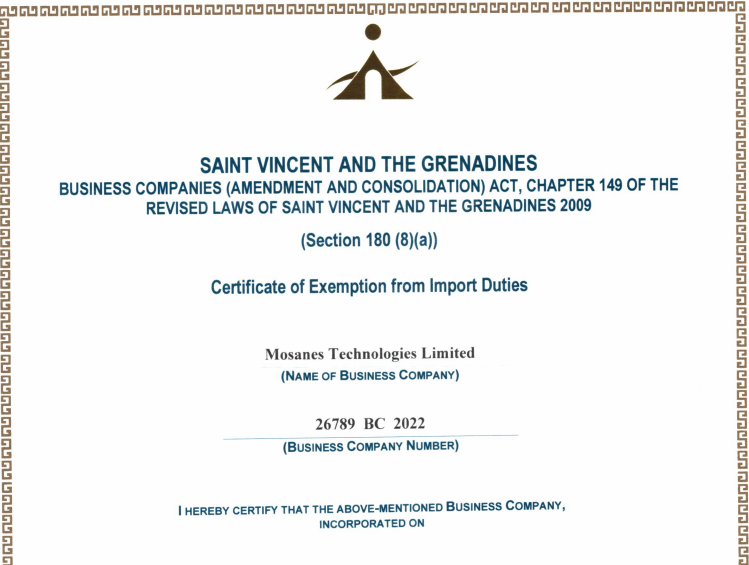 SAINT VINCENT AND THE GRENADINES
BUSINESS COMPANIES (AMENDMENT AND CONSOLIDATION) ACT, CHAPTER 149 OF THE
REVISED LAWS OF SAINT VINCENT AND THE GRENADINES 2009
(Section 180 (8)(a))
Certificate of Exemption from Import Duties
Mosanes Technologies Limited
(NAME OF BUSINESS COMPANY)
26789 BC 2022
(BUSINESS COMPANY NUMBER)
I HEREBY CERTIFY THAT THE ABOVE-MENTIONED BUSINESS COMPANY,
INCORPORATED ON